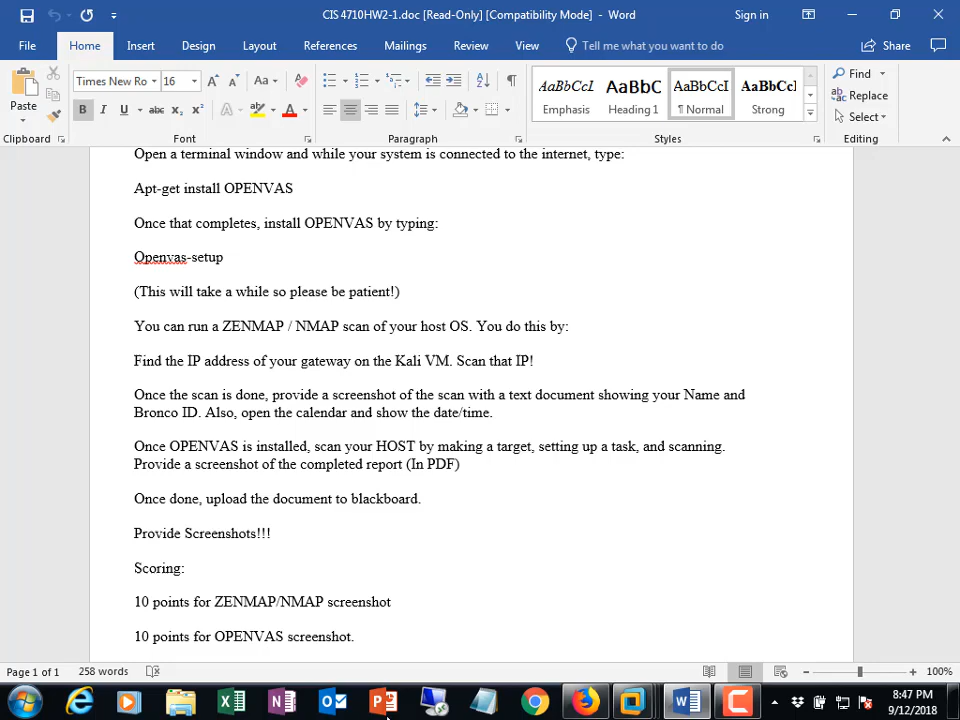 CIS 4710HW2-1.doc [Read-Only] [Compatibility Mode] - Word
Sign in
File Home Insert Design Layout References Mailings Review View Tell me what you want to do Share
Paste
Times New Ro 16 Aa
B I U abc X₂ X² A A
AaBbCcI AaBbC AaBbCcI AaBbCcl
Emphasis Heading 1 ¶ Normal Strong
Find
Replace
Select
Clipboard Font Paragraph Styles Editing
Open a terminal window and while your system is connected to the internet, type:
Apt-get install OPENVAS
Once that completes, install OPENVAS by typing:
Openvas-setup
(This will take a while so please be patient!)
You can run a ZENMAP / NMAP scan of your host OS. You do this by:
Find the IP address of your gateway on the Kali VM. Scan that IP!
Once the scan is done, provide a screenshot of the scan with a text document showing your Name and
Bronco ID. Also, open the calendar and show the date/time.
Once OPENVAS is installed, scan your HOST by making a target, setting up a task, and scanning.
Provide a screenshot of the completed report (In PDF)
Once done, upload the document to blackboard.
Provide Screenshots!!!
Scoring:
10 points for ZENMAP/NMAP screenshot
10 points for OPENVAS screenshot.
Page 1 of 1 258 words 100%
8:47 PM
9/12/2018